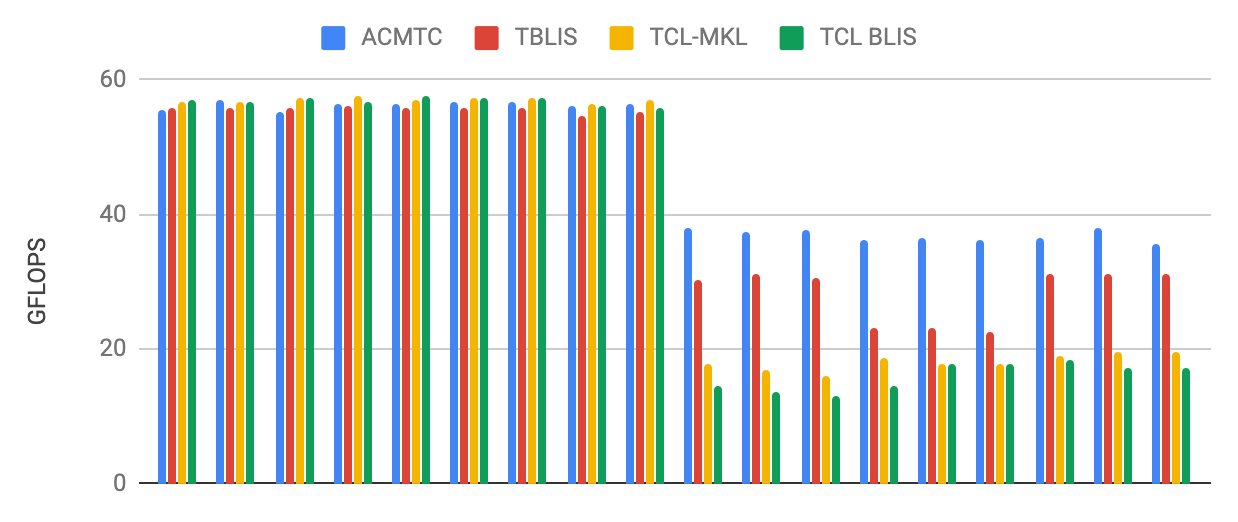 ACMTC TBLIS TCL-MKL TCL BLIS
60
40
20
0
GFLOPS